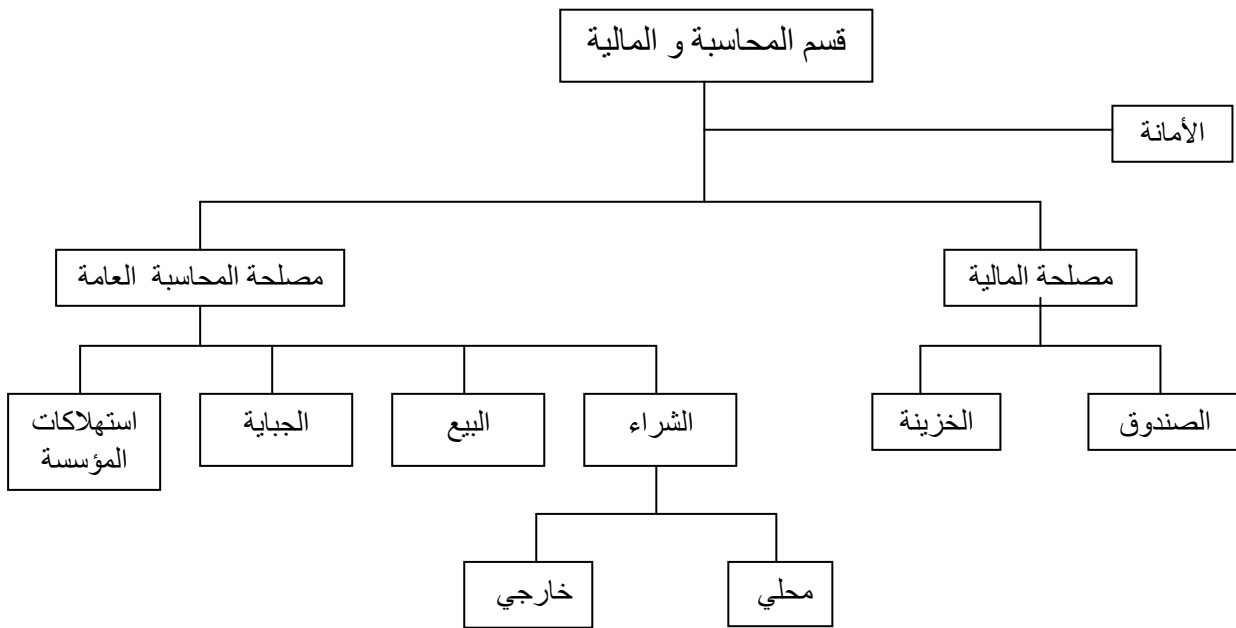 قسم المحاسبة و المالية
الأمانة
مصلحة المالية
مصلحة المحاسبة العامة
الصندوق
الخزينة
الشراء
البيع
الجباية
استهلاكات
المؤسسة
محلي
خارجي